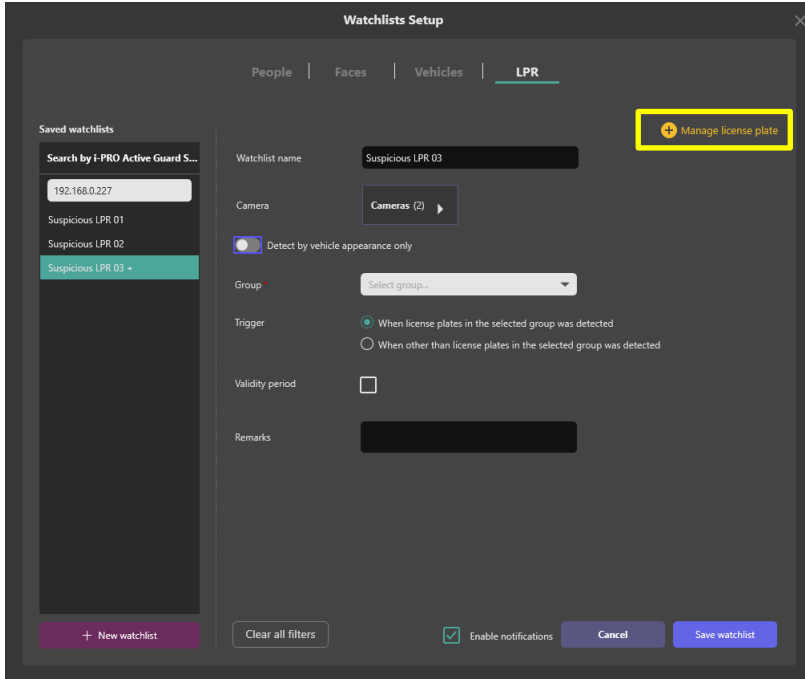 Watchlists Setup
People
Faces
Vehicles
LPR
Saved watchlists
Manage license plate
Search by i-PRO Active Guard S...
192.168.0.227
Suspicious LPR 01
Suspicious LPR 02
Suspicious LPR 03 +
Watchlist name
Suspicious LPR 03
Camera
Cameras (2)
Detect by vehicle appearance only
Group*
Select group...
Trigger
When license plates in the selected group was detected
When other than license plates in the selected group was detected
Validity period
Remarks
+ New watchlist
Clear all filters
Enable notifications
Cancel
Save watchlist